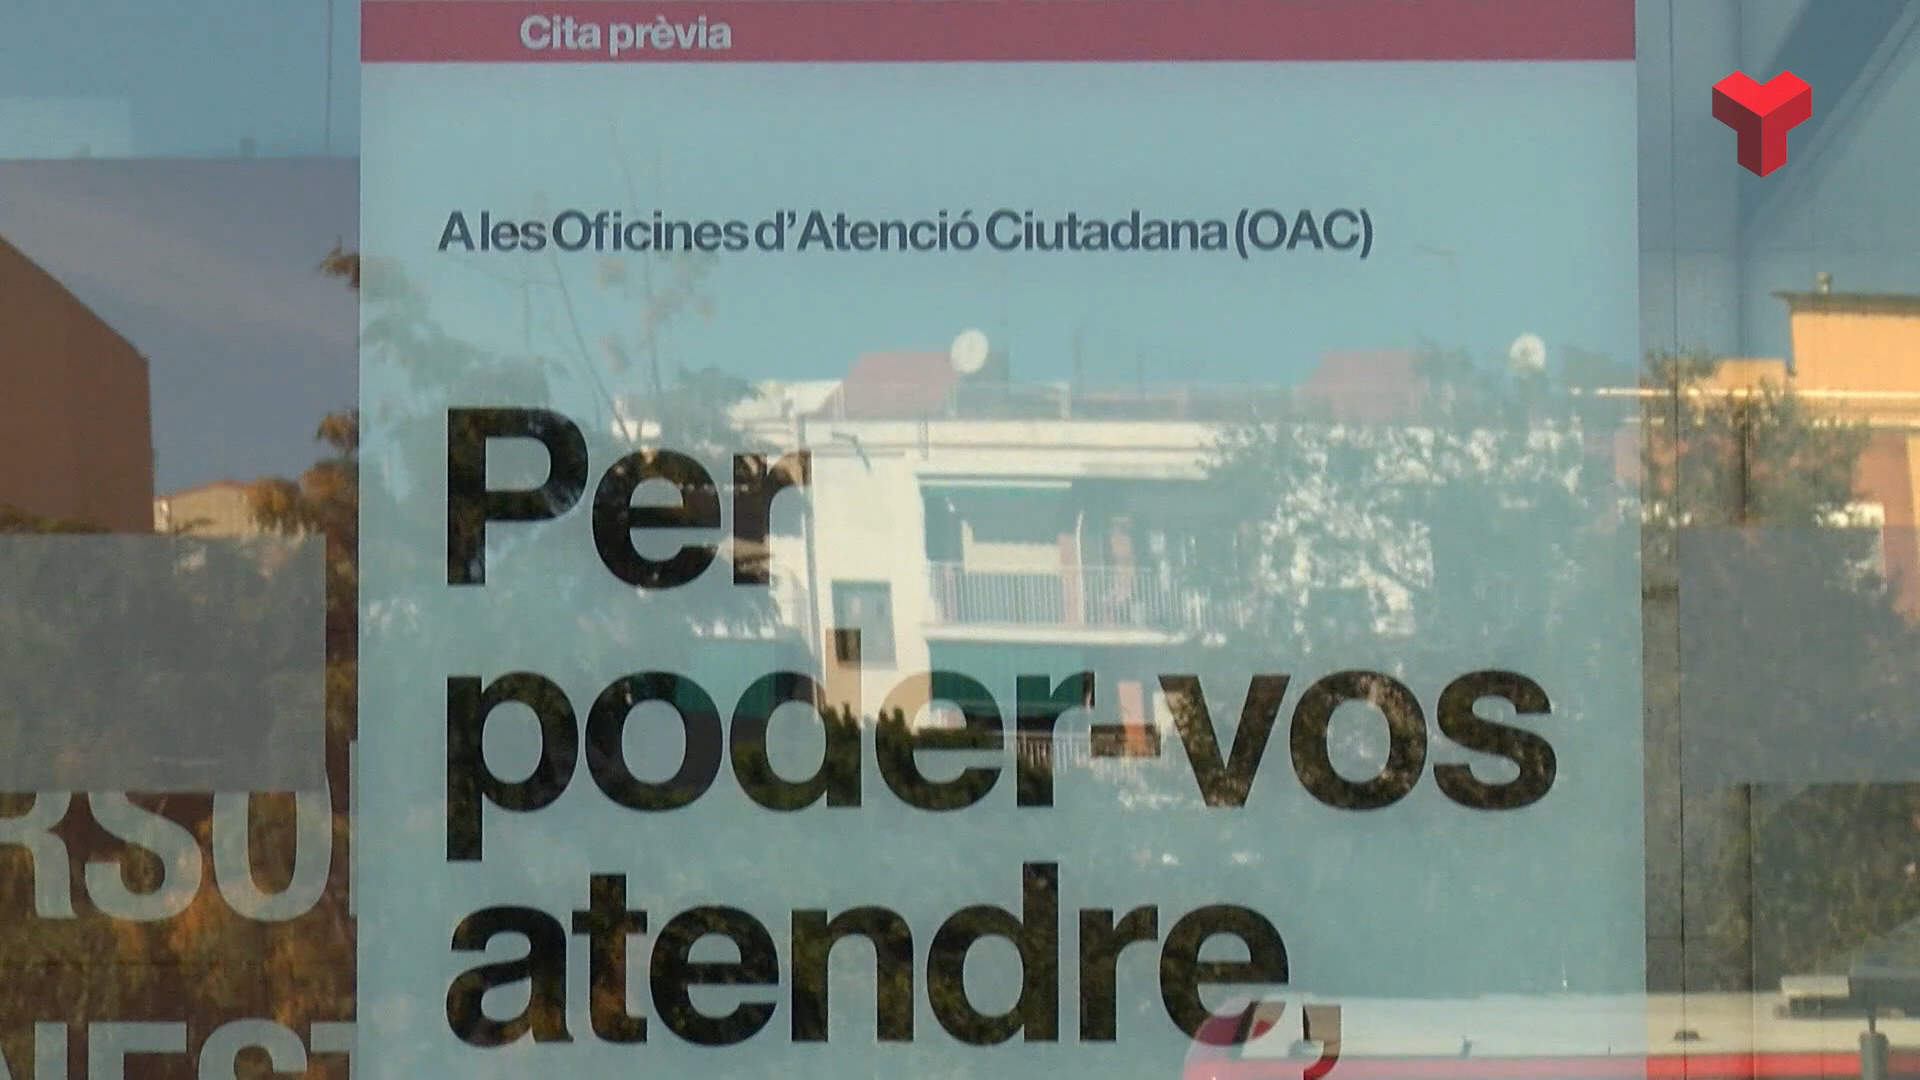 Cita prèvia
A les Oficines d'Atenció Ciutadana (OAC)
Per
poder-vos
atendre,